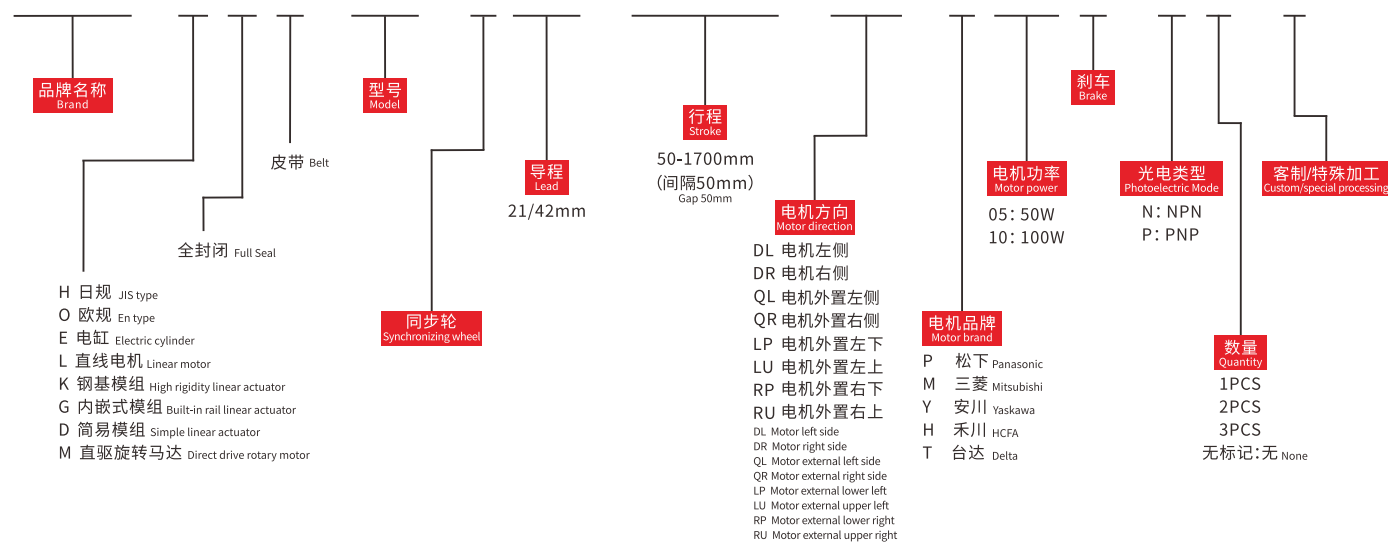 品牌名称
Brand
H 日规 JIS type
O 欧规 En type
E 电缸 Electric cylinder
L 直线电机 Linear motor
K 钢基模组 High rigidity linear actuator
G 内嵌式模组 Built-in rail linear actuator
D 简易模组 Simple linear actuator
M 直驱旋转马达 Direct drive rotary motor
全封闭 Full Seal
皮带 Belt
型号
Model
同步轮
Synchronizing wheel
导程
Lead
21/42mm
行程
Stroke
50-1700mm
(间隔50mm)
Gap 50mm
电机方向
Motor direction
DL 电机左侧
DR 电机右侧
QL 电机外置左侧
QR 电机外置右侧
LP 电机外置左下
LU 电机外置左上
RP 电机外置右下
RU 电机外置右上
DL Motor left side
DR Motor right side
QL Motor external left side
QR Motor external right side
LP Motor external lower left
LU Motor external upper left
RP Motor external lower right
RU Motor external upper right
电机品牌
Motor brand
P 松下 Panasonic
M 三菱 Mitsubishi
Y 安川 Yaskawa
H 禾川 HCFA
T 台达 Delta
电机功率
Motor power
05：50W
10：100W
刹车
Brake
光电类型
Photoelectric Mode
N：NPN
P：PNP
数量
Quantity
1PCS
2PCS
3PCS
无标记：无 None
客制/特殊加工
Custom/special processing